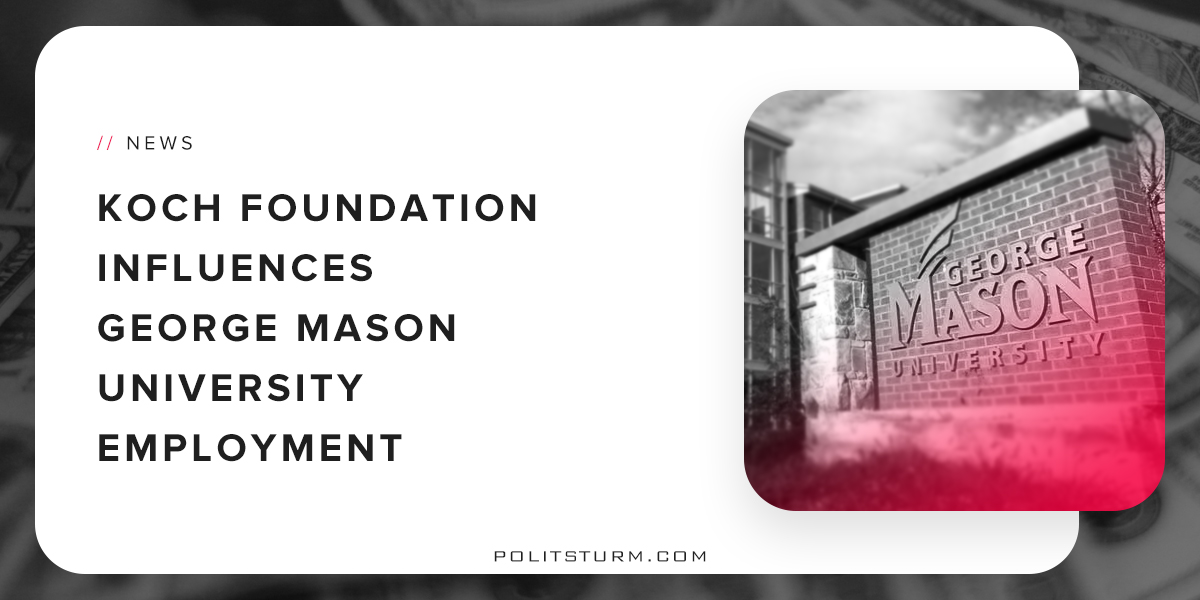 // NEWS
KOCH FOUNDATION
INFLUENCES
GEORGE MASON
UNIVERSITY
EMPLOYMENT
GEORGE
MASON
UNIVERSITY
POLITSTURM.COM